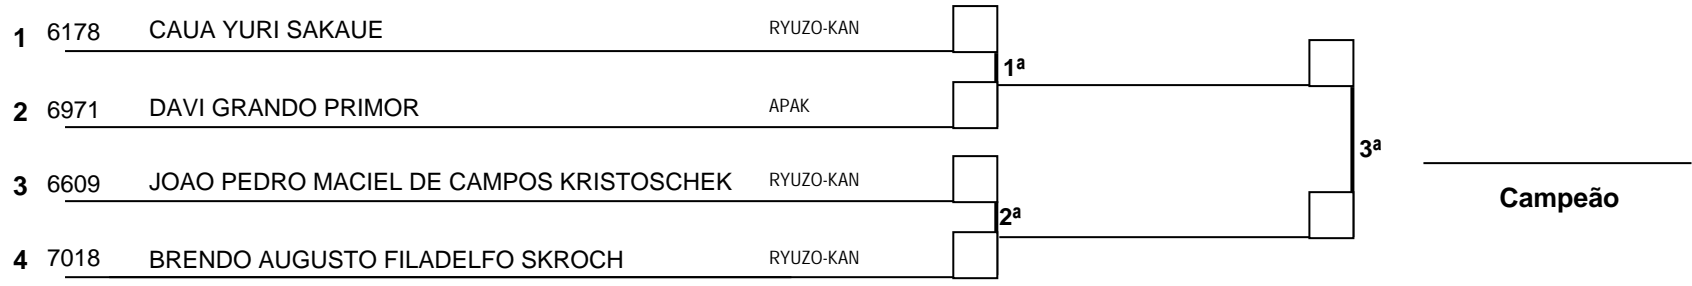 1 6178 CAUA YURI SAKAUE RYUZO-KAN
1ª
2 6971 DAVI GRANDO PRIMOR APAK
3ª
3 6609 JOAO PEDRO MACIEL DE CAMPOS KRISTOSCHEK RYUZO-KAN
Campeão
2ª
4 7018 BRENDO AUGUSTO FILADELFO SKROCH RYUZO-KAN